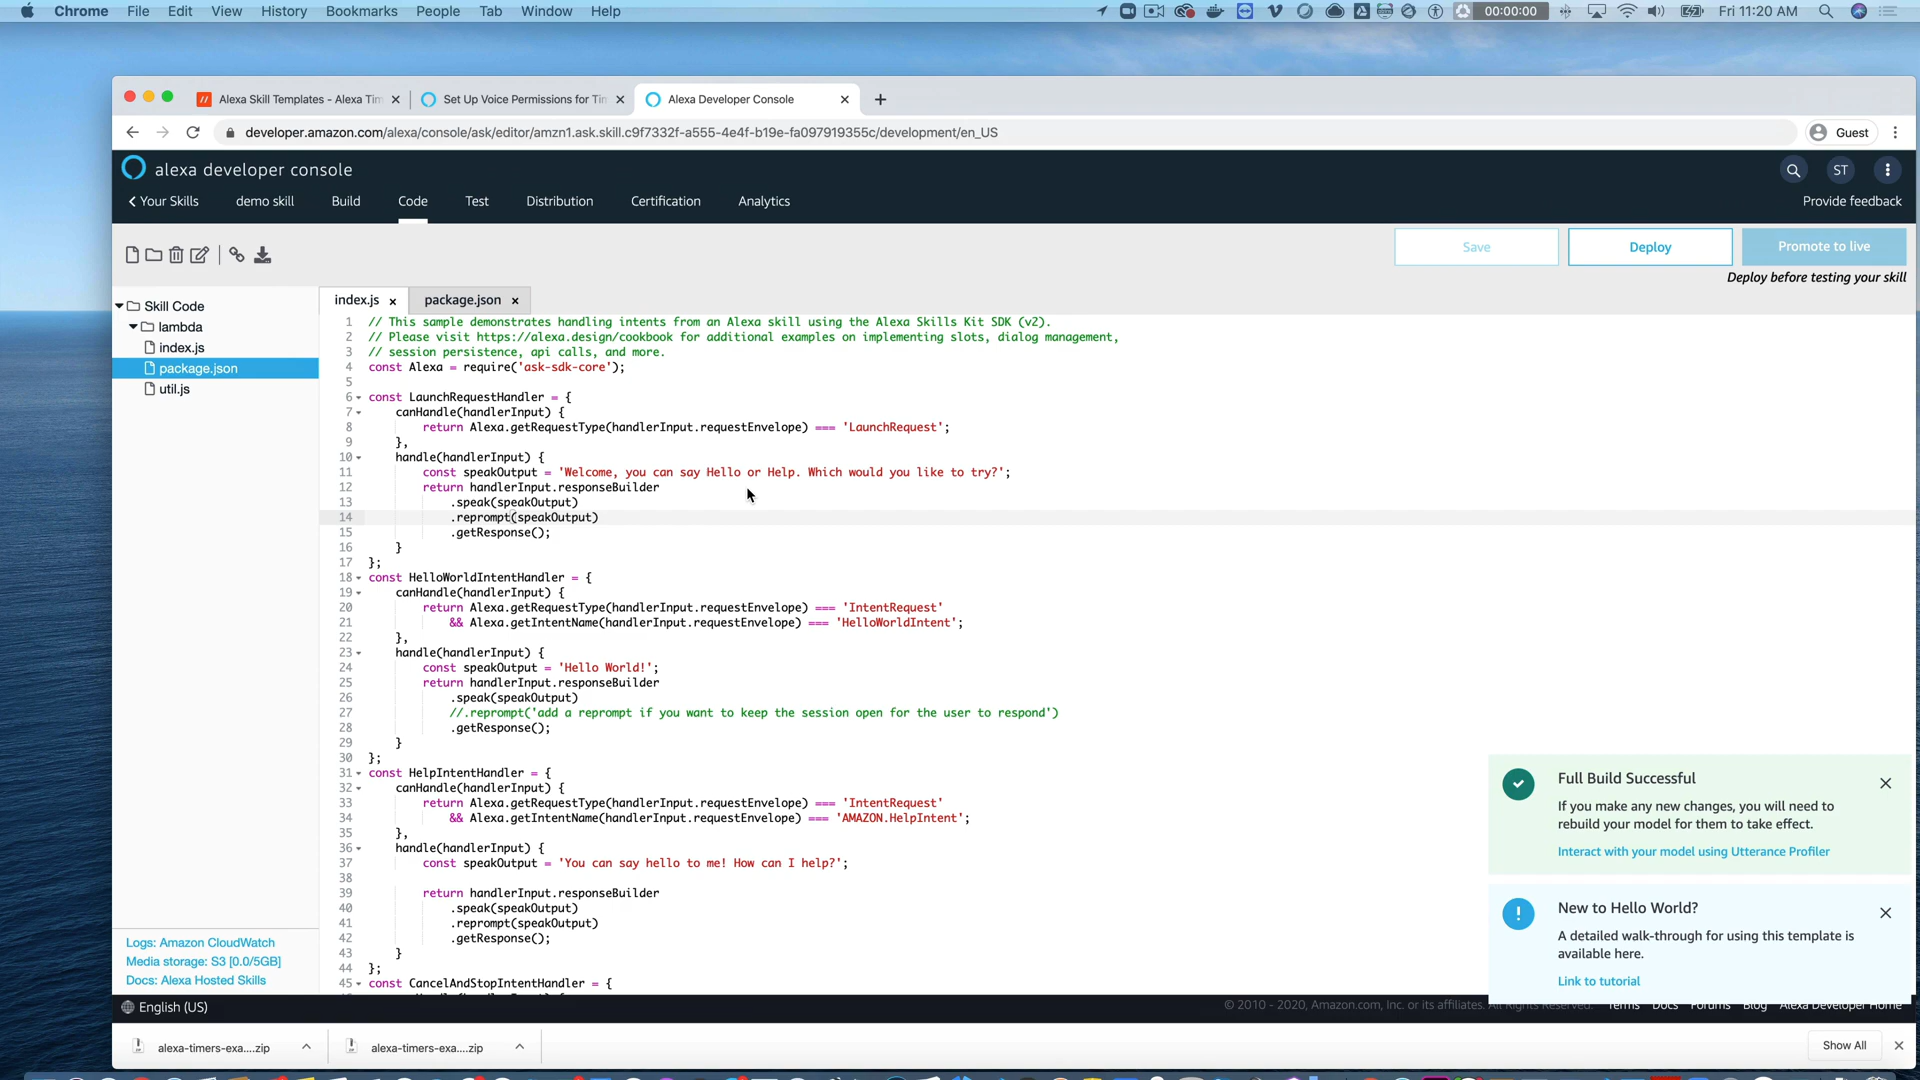 Chrome File Edit View History Bookmarks People Tab Window Help 00:00:00 Fri 11:20 AM
Alexa Skill Templates - Alexa Tim Set Up Voice Permissions for Tim Alexa Developer Console
developer.amazon.com/alexa/console/ask/editor/amzn1.ask.skill.c9f7332f-a555-4e4f-b19e-fa097919355c/development/en_US Guest
alexa developer console ST
Your Skills demo skill Build Code Test Distribution Certification Analytics Provide feedback
Save Deploy Promote to live
Deploy before testing your skill
Skill Code
lambda
index.js
package.json
util.js
index.js x package.json x
1 // This sample demonstrates handling intents from an Alexa skill using the Alexa Skills Kit SDK (v2).
2 // Please visit https://alexa.design/cookbook for additional examples on implementing slots, dialog management,
3 // session persistence, api calls, and more.
4 const Alexa = require('ask-sdk-core');
5
6 const LaunchRequestHandler = {
7 canHandle(handlerInput) {
8 return Alexa.getRequestType(handlerInput.requestEnvelope) === 'LaunchRequest';
9 },
10 handle(handlerInput) {
11 const speakOutput = 'Welcome, you can say Hello or Help. Which would you like to try?';
12 return handlerInput.responseBuilder
13 .speak(speakOutput)
14 .reprompt(speakOutput)
15 .getResponse();
16 }
17 };
18 const HelloWorldIntentHandler = {
19 canHandle(handlerInput) {
20 return Alexa.getRequestType(handlerInput.requestEnvelope) === 'IntentRequest'
21 && Alexa.getIntentName(handlerInput.requestEnvelope) === 'HelloWorldIntent';
22 },
23 handle(handlerInput) {
24 const speakOutput = 'Hello World!';
25 return handlerInput.responseBuilder
26 .speak(speakOutput)
27 //.reprompt('add a reprompt if you want to keep the session open for the user to respond')
28 .getResponse();
29 }
30 };
31 const HelpIntentHandler = {
32 canHandle(handlerInput) {
33 return Alexa.getRequestType(handlerInput.requestEnvelope) === 'IntentRequest'
34 && Alexa.getIntentName(handlerInput.requestEnvelope) === 'AMAZON.HelpIntent';
35 },
36 handle(handlerInput) {
37 const speakOutput = 'You can say hello to me! How can I help?';
38
39 return handlerInput.responseBuilder
40 .speak(speakOutput)
41 .reprompt(speakOutput)
42 .getResponse();
43 }
44 };
45 const CancelAndStopIntentHandler = {
Full Build Successful
If you make any new changes, you will need to
rebuild your model for them to take effect.
Interact with your model using Utterance Profiler
New to Hello World?
A detailed walk-through for using this template is
available here.
Link to tutorial
Logs: Amazon CloudWatch
Media storage: S3 [0.0/5GB]
Docs: Alexa Hosted Skills
English (US) © 2010 - 2020, Amazon.com, Inc. or its affiliates. All Rights Reserved. Terms Docs Forums Blog Alexa Developer Home
alexa-timers-exa....zip alexa-timers-exa....zip Show All